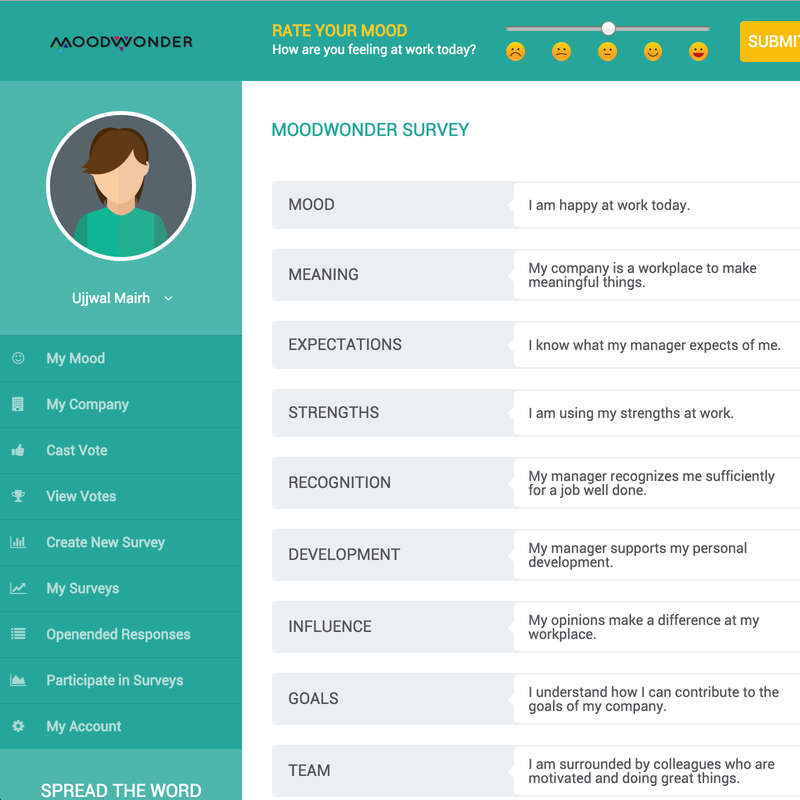 MOODWONDER
RATE YOUR MOOD
How are you feeling at work today?
SUBMIT
Ujjwal Mairh
My Mood
My Company
Cast Vote
View Votes
Create New Survey
My Surveys
Openended Responses
Participate in Surveys
My Account
SPREAD THE WORD
MOODWONDER SURVEY
MOOD
I am happy at work today.
MEANING
My company is a workplace to make
meaningful things.
EXPECTATIONS
I know what my manager expects of me.
STRENGTHS
I am using my strengths at work.
RECOGNITION
My manager recognizes me sufficiently
for a job well done.
DEVELOPMENT
My manager supports my personal
development.
INFLUENCE
My opinions make a difference at my
workplace.
GOALS
I understand how I can contribute to the
goals of my company.
TEAM
I am surrounded by colleagues who are
motivated and doing great things.